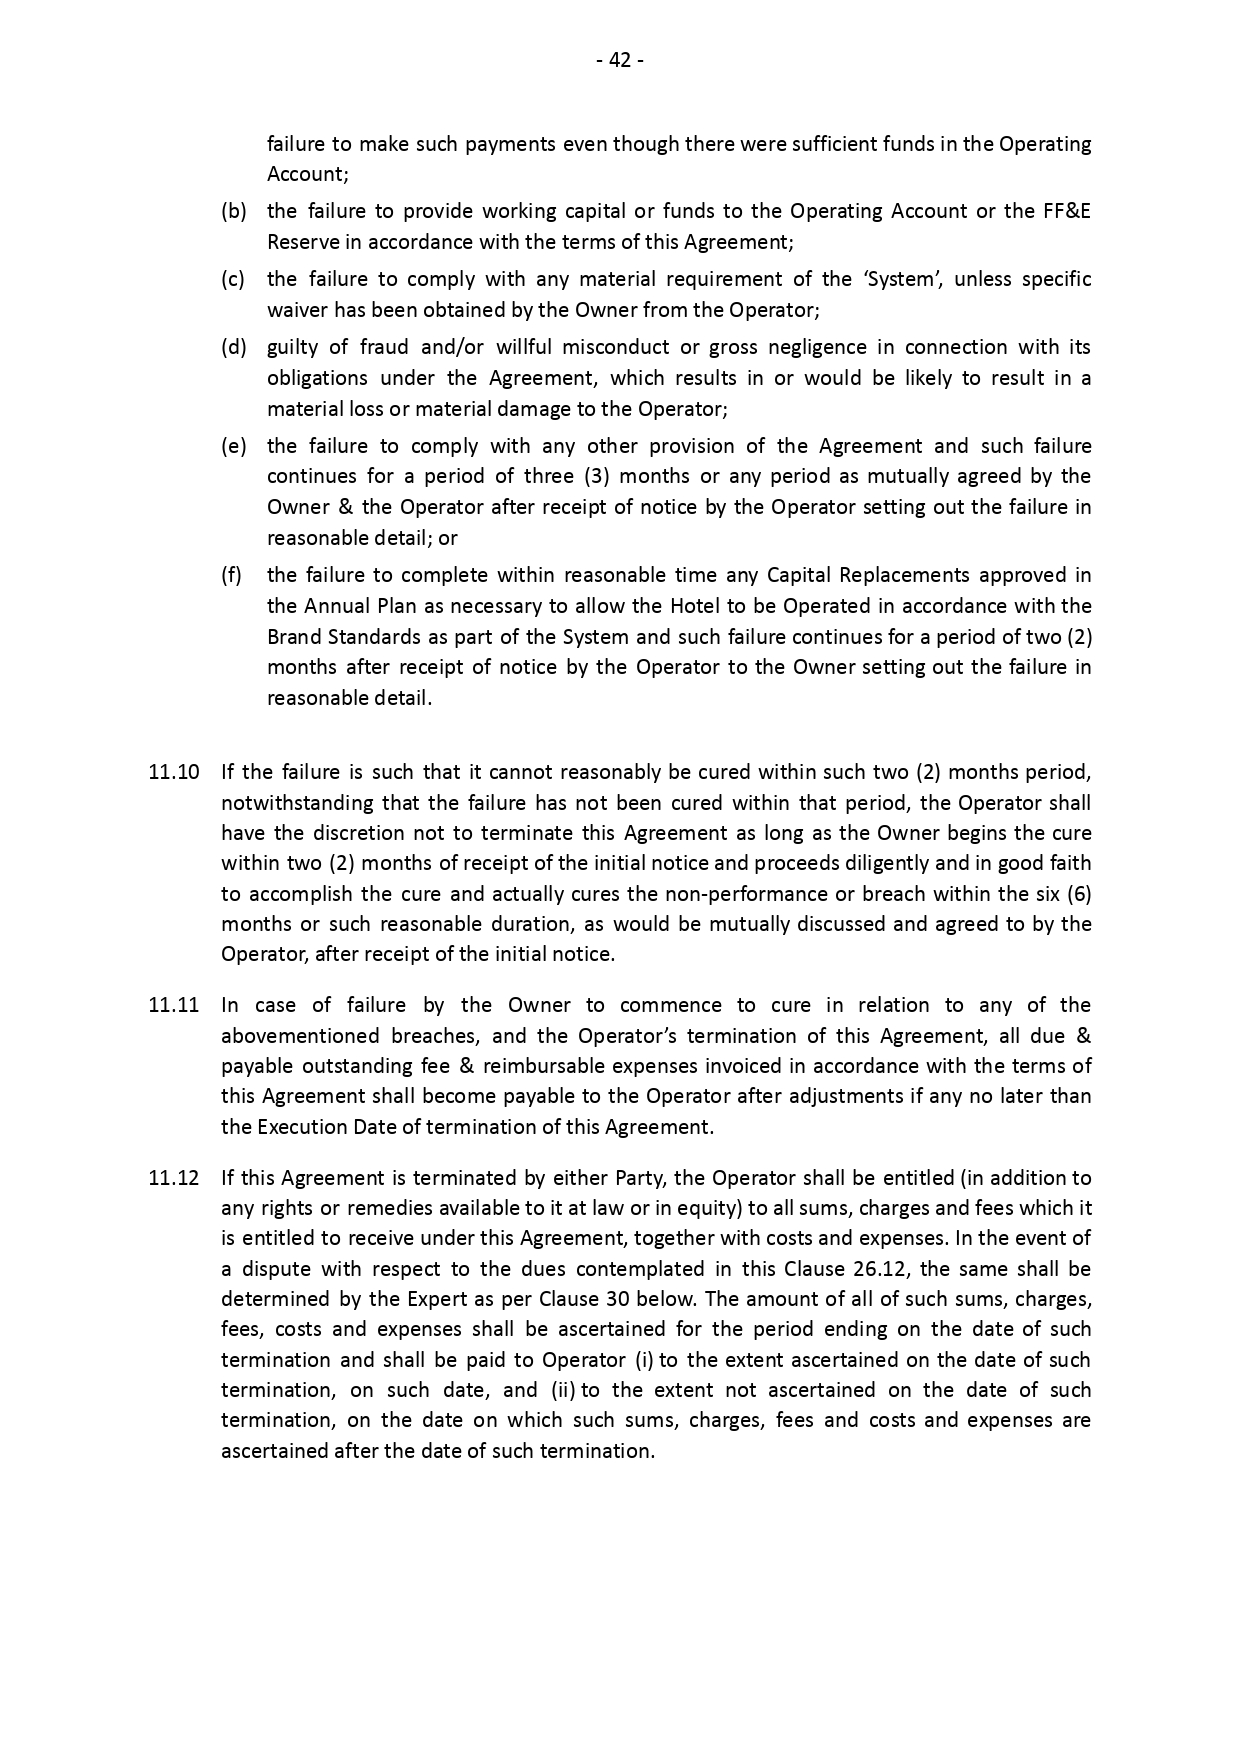 - 42 -
failure to make such payments even though there were sufficient funds in the Operating
Account;
(b) the failure to provide working capital or funds to the Operating Account or the FF&E
Reserve in accordance with the terms of this Agreement;
(c) the failure to comply with any material requirement of the ‘System’, unless specific
waiver has been obtained by the Owner from the Operator;
(d) guilty of fraud and/or willful misconduct or gross negligence in connection with its
obligations under the Agreement, which results in or would be likely to result in a
material loss or material damage to the Operator;
(e) the failure to comply with any other provision of the Agreement and such failure
continues for a period of three (3) months or any period as mutually agreed by the
Owner & the Operator after receipt of notice by the Operator setting out the failure in
reasonable detail; or
(f) the failure to complete within reasonable time any Capital Replacements approved in
the Annual Plan as necessary to allow the Hotel to be Operated in accordance with the
Brand Standards as part of the System and such failure continues for a period of two (2)
months after receipt of notice by the Operator to the Owner setting out the failure in
reasonable detail.
11.10 If the failure is such that it cannot reasonably be cured within such two (2) months period,
notwithstanding that the failure has not been cured within that period, the Operator shall
have the discretion not to terminate this Agreement as long as the Owner begins the cure
within two (2) months of receipt of the initial notice and proceeds diligently and in good faith
to accomplish the cure and actually cures the non-performance or breach within the six (6)
months or such reasonable duration, as would be mutually discussed and agreed to by the
Operator, after receipt of the initial notice.
11.11 In case of failure by the Owner to commence to cure in relation to any of the
abovementioned breaches, and the Operator’s termination of this Agreement, all due &
payable outstanding fee & reimbursable expenses invoiced in accordance with the terms of
this Agreement shall become payable to the Operator after adjustments if any no later than
the Execution Date of termination of this Agreement.
11.12 If this Agreement is terminated by either Party, the Operator shall be entitled (in addition to
any rights or remedies available to it at law or in equity) to all sums, charges and fees which it
is entitled to receive under this Agreement, together with costs and expenses. In the event of
a dispute with respect to the dues contemplated in this Clause 26.12, the same shall be
determined by the Expert as per Clause 30 below. The amount of all of such sums, charges,
fees, costs and expenses shall be ascertained for the period ending on the date of such
termination and shall be paid to Operator (i) to the extent ascertained on the date of such
termination, on such date, and (ii) to the extent not ascertained on the date of such
termination, on the date on which such sums, charges, fees and costs and expenses are
ascertained after the date of such termination.